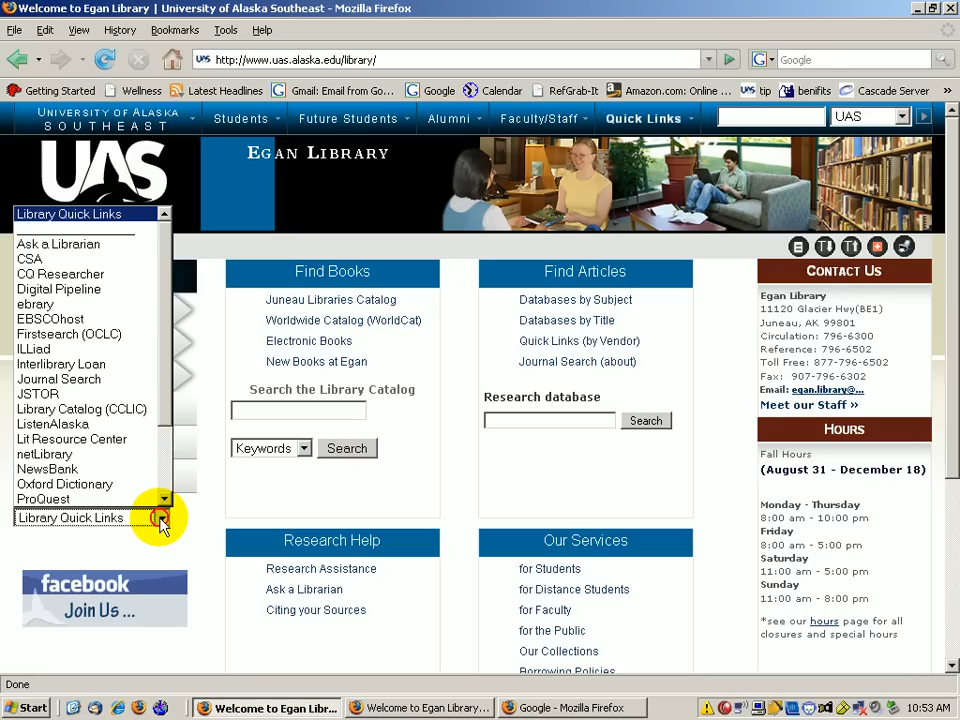 Welcome to Egan Library | University of Alaska Southeast - Mozilla Firefox
File Edit View History Bookmarks Tools Help
http://www.uas.alaska.edu/library/
Google
Getting Started Wellness Latest Headlines Gmail: Email from Go... Google Calendar RefGrab-It Amazon.com: Online ... tip benifits Cascade Server »
UNIVERSITY OF ALASKA
SOUTHEAST
Students Future Students Alumni Faculty/Staff Quick Links UAS
UAS
EGAN LIBRARY
Library Quick Links
Ask a Librarian
CSA
CQ Researcher
Digital Pipeline
ebrary
EBSCOhost
Firstsearch (OCLC)
ILLiad
Interlibrary Loan
Journal Search
JSTOR
Library Catalog (CCLIC)
ListenAlaska
Lit Resource Center
netLibrary
NewsBank
Oxford Dictionary
ProQuest
Library Quick Links
facebook
Join Us ...
Find Books
Juneau Libraries Catalog
Worldwide Catalog (WorldCat)
Electronic Books
New Books at Egan
Search the Library Catalog
Keywords Search
Find Articles
Databases by Subject
Databases by Title
Quick Links (by Vendor)
Journal Search (about)
Research database
Search
Research Help
Research Assistance
Ask a Librarian
Citing your Sources
Our Services
for Students
for Distance Students
for Faculty
for the Public
Our Collections
Borrowing Policies
CONTACT US
Egan Library
11120 Glacier Hwy(BE1)
Juneau, AK 99801
Circulation: 796-6300
Reference: 796-6502
Toll Free: 877-796-6502
Fax: 907-796-6302
Email: egan.library@...
Meet our Staff »
HOURS
Fall Hours
(August 31 - December 18)
Monday - Thursday
8:00 am - 10:00 pm
Friday
8:00 am - 5:00 pm
Saturday
11:00 am - 5:00 pm
Sunday
11:00 am - 8:00 pm
*see our hours page for all
closures and special hours
Done
Start Welcome to Egan Libr... Welcome to Egan Library... Google - Mozilla Firefox 10:53 AM